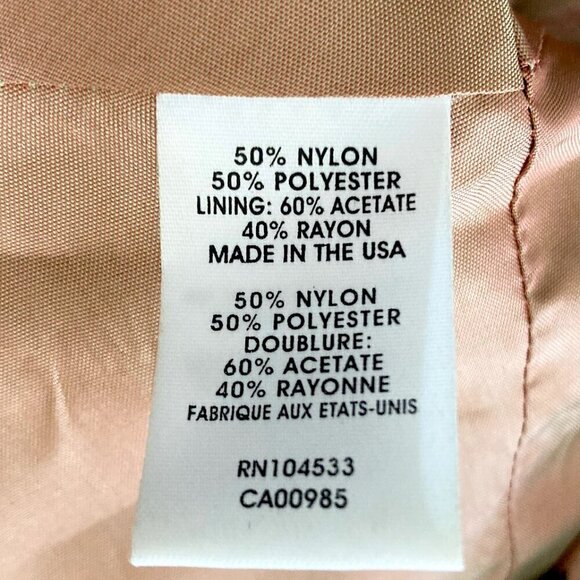 50% NYLON
50% POLYESTER
LINING: 60% ACETATE
40% RAYON
MADE IN THE USA
50% NYLON
50% POLYESTER
DOUBLURE:
60% ACETATE
40% RAYONNE
FABRIQUE AUX ETATS-UNIS
RN104533
CA00985